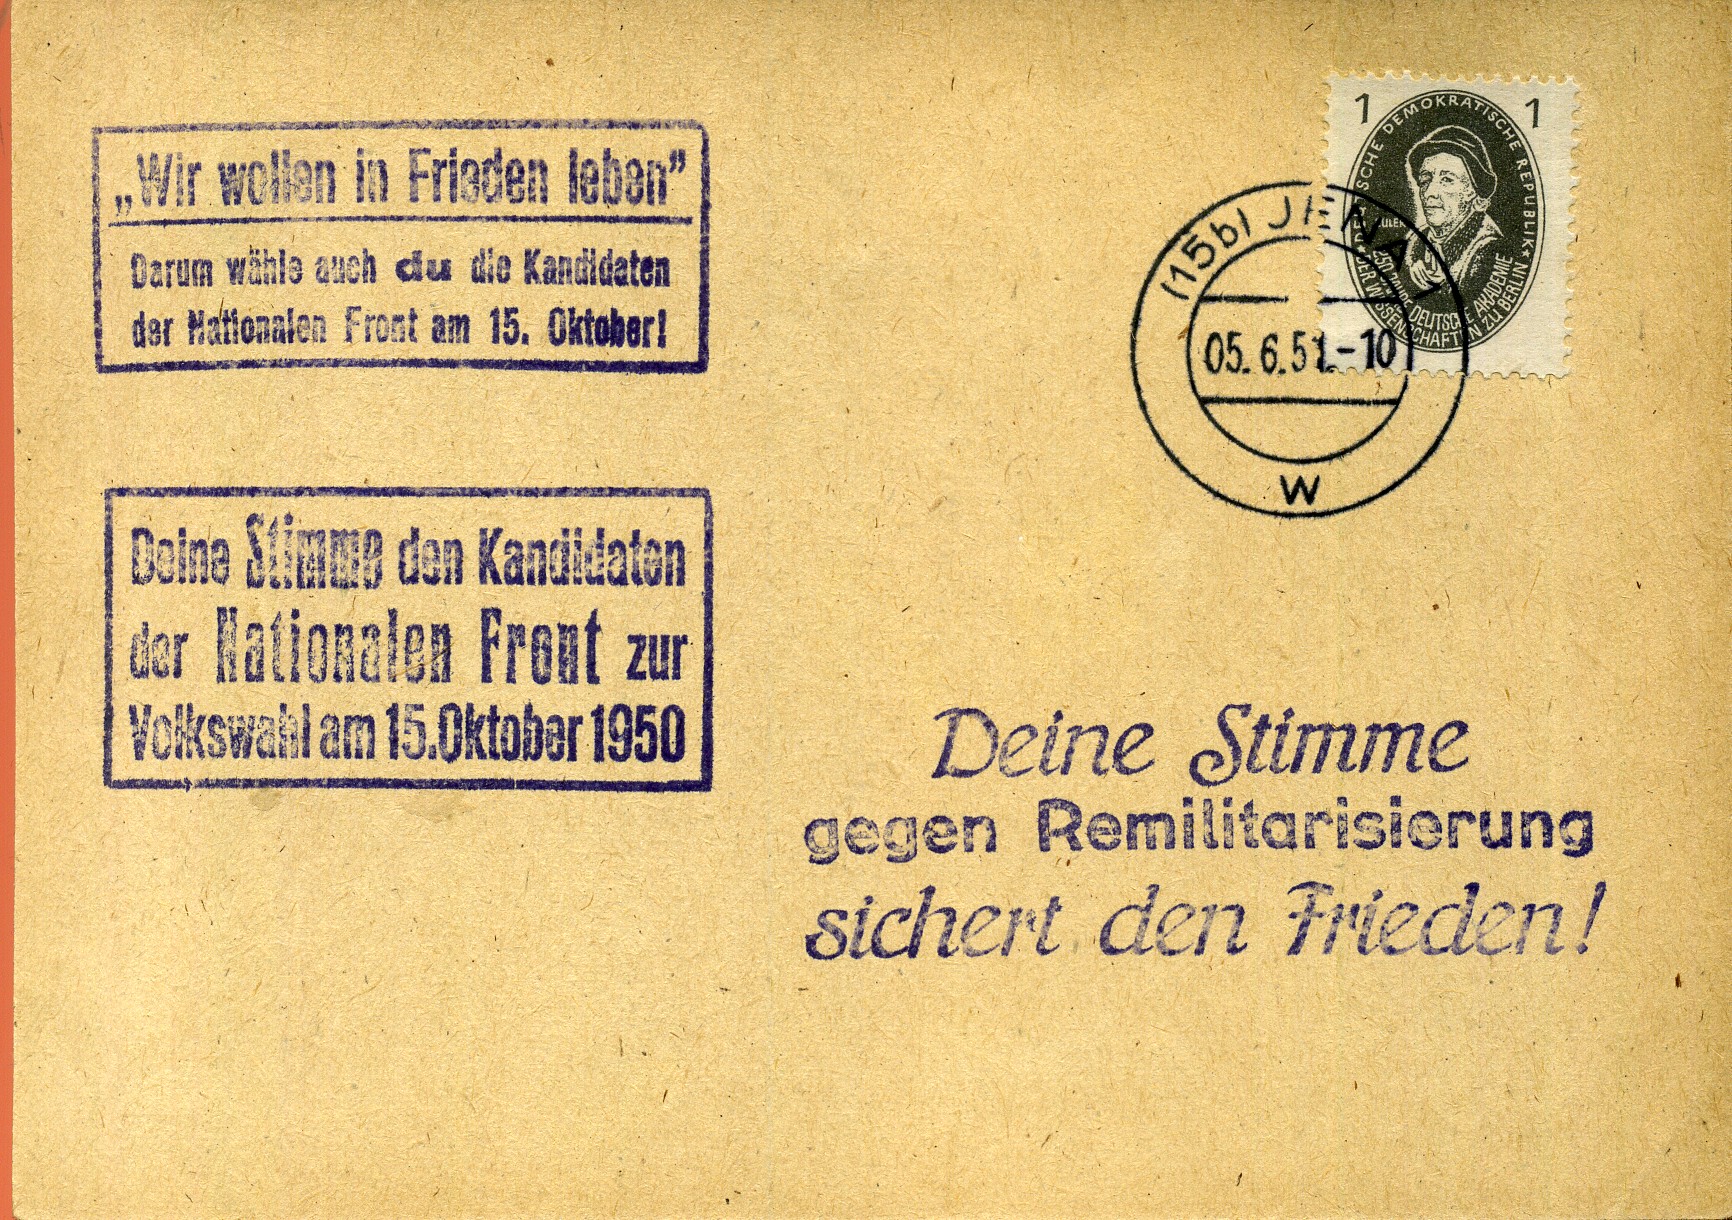 „Wir wollen in Frieden leben”
Darum wähle auch du die Kandidaten
der Nationalen Front am 15. Oktober!
Deine Stimme den Kandidaten
der Nationalen Front zur
Volkswahl am 15. Oktober 1950
1 1
DEMOKRATISCHE REPUBLIK
AKADEMIE
ZU BERLIN
(15b) JENA 1
05.6.51.-10
W
Deine Stimme
gegen Remilitarisierung
sichert den Frieden!